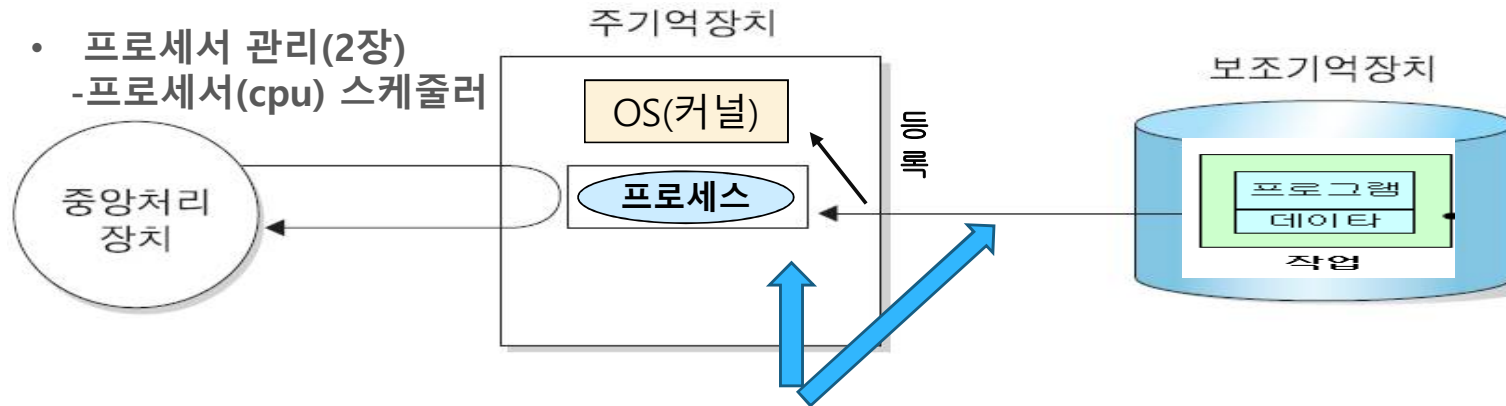 주기억장치
• 프로세서 관리(2장)
-프로세서(cpu) 스케줄러
보조기억장치
OS(커널)
등
록
프로세스
중앙처리
장치
프로그램
데이타
작업